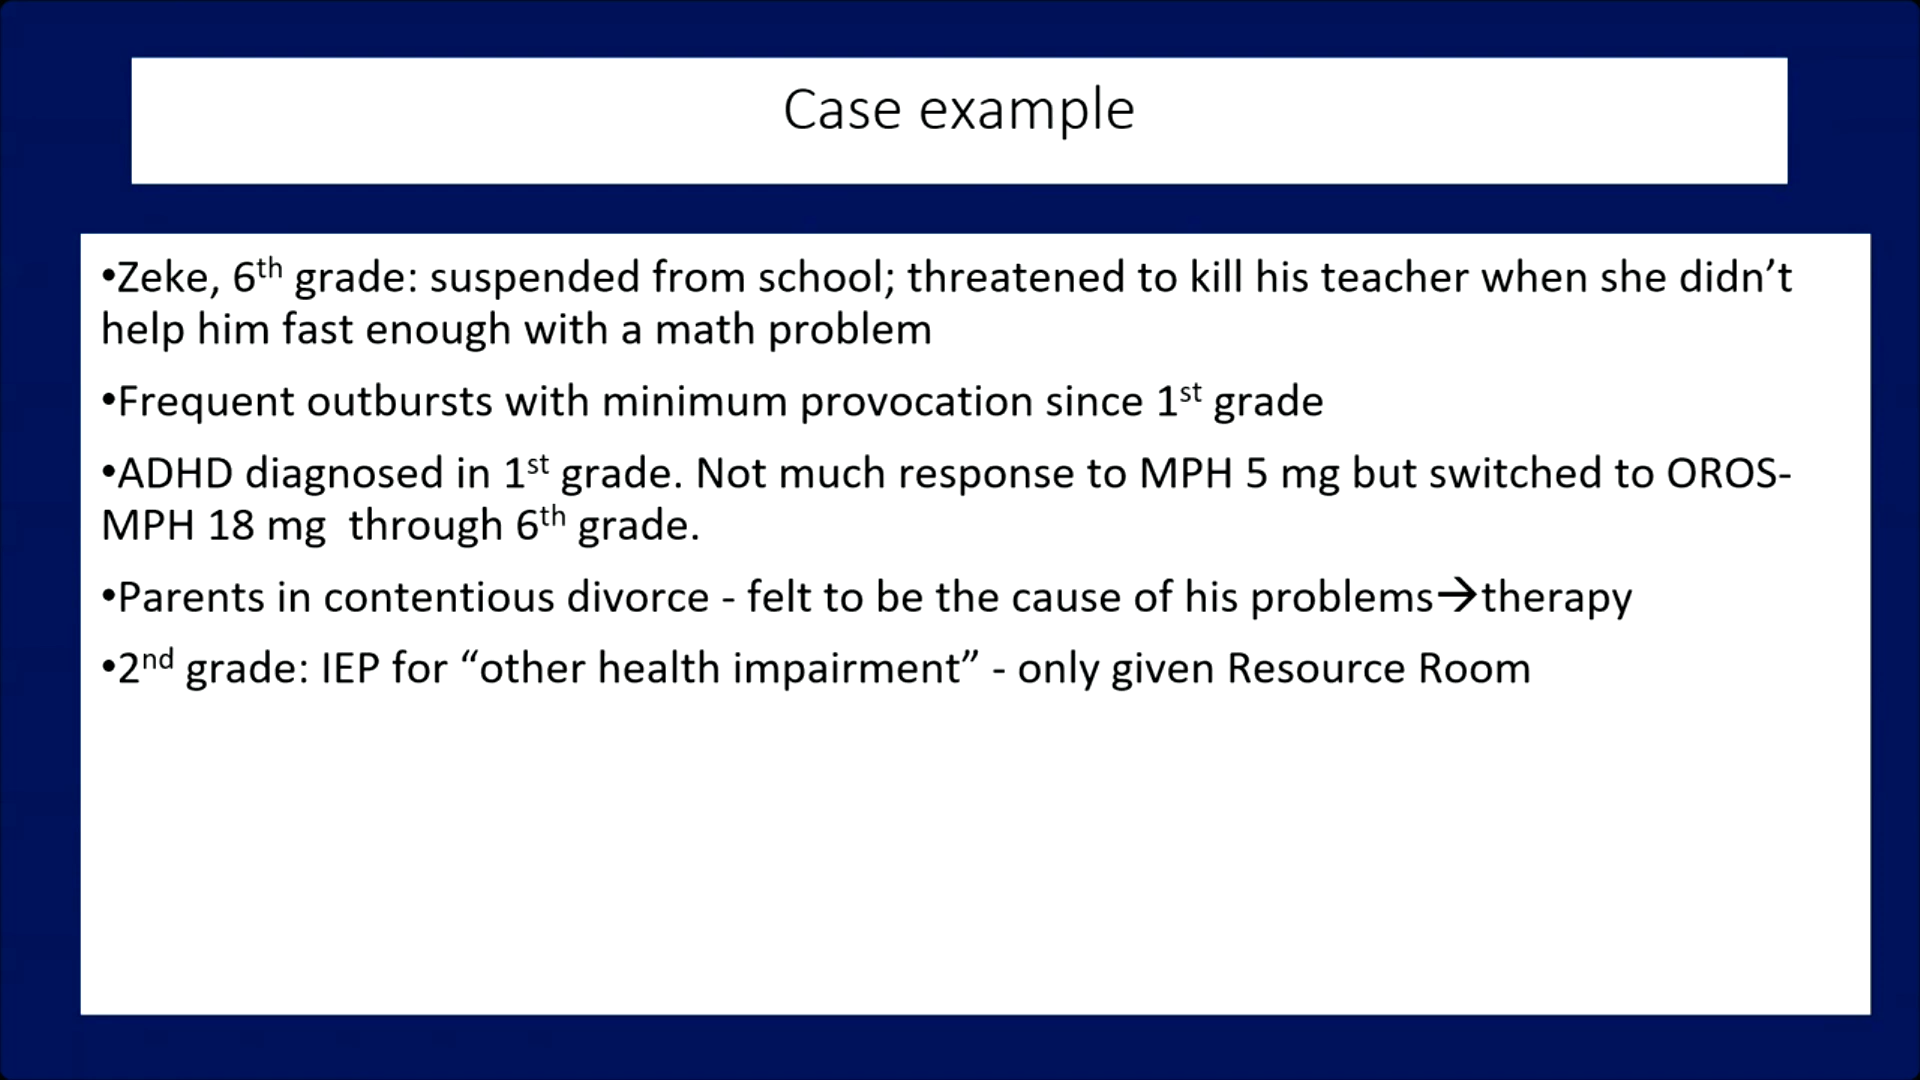 Case example
•Zeke, 6th grade: suspended from school; threatened to kill his teacher when she didn’t
help him fast enough with a math problem
•Frequent outbursts with minimum provocation since 1st grade
•ADHD diagnosed in 1st grade. Not much response to MPH 5 mg but switched to OROS-
MPH 18 mg  through 6th grade.
•Parents in contentious divorce - felt to be the cause of his problems→therapy
•2nd grade: IEP for “other health impairment” - only given Resource Room